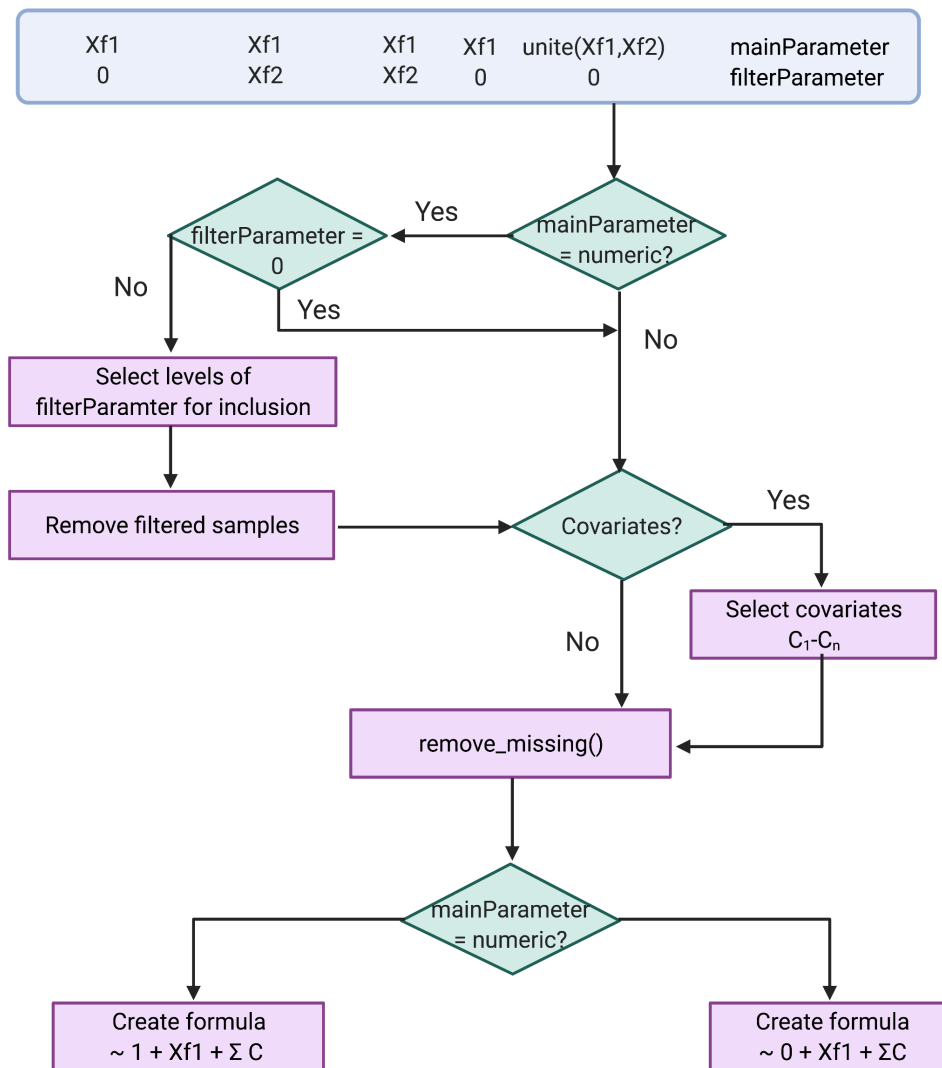 Xf1 Xf1 Xf1 Xf1 unite(Xf1,Xf2) mainParameter
0 Xf2 Xf2 0 0 filterParameter
Yes
mainParameter
= numeric?
filterParameter =
0
No
Yes
No
Select levels of
filterParamter for inclusion
Remove filtered samples
Covariates?
Yes
Select covariates
C₁-Cₙ
No
remove_missing()
mainParameter
= numeric?
Create formula
~ 1 + Xf1 + Σ C
Create formula
~ 0 + Xf1 + ΣC